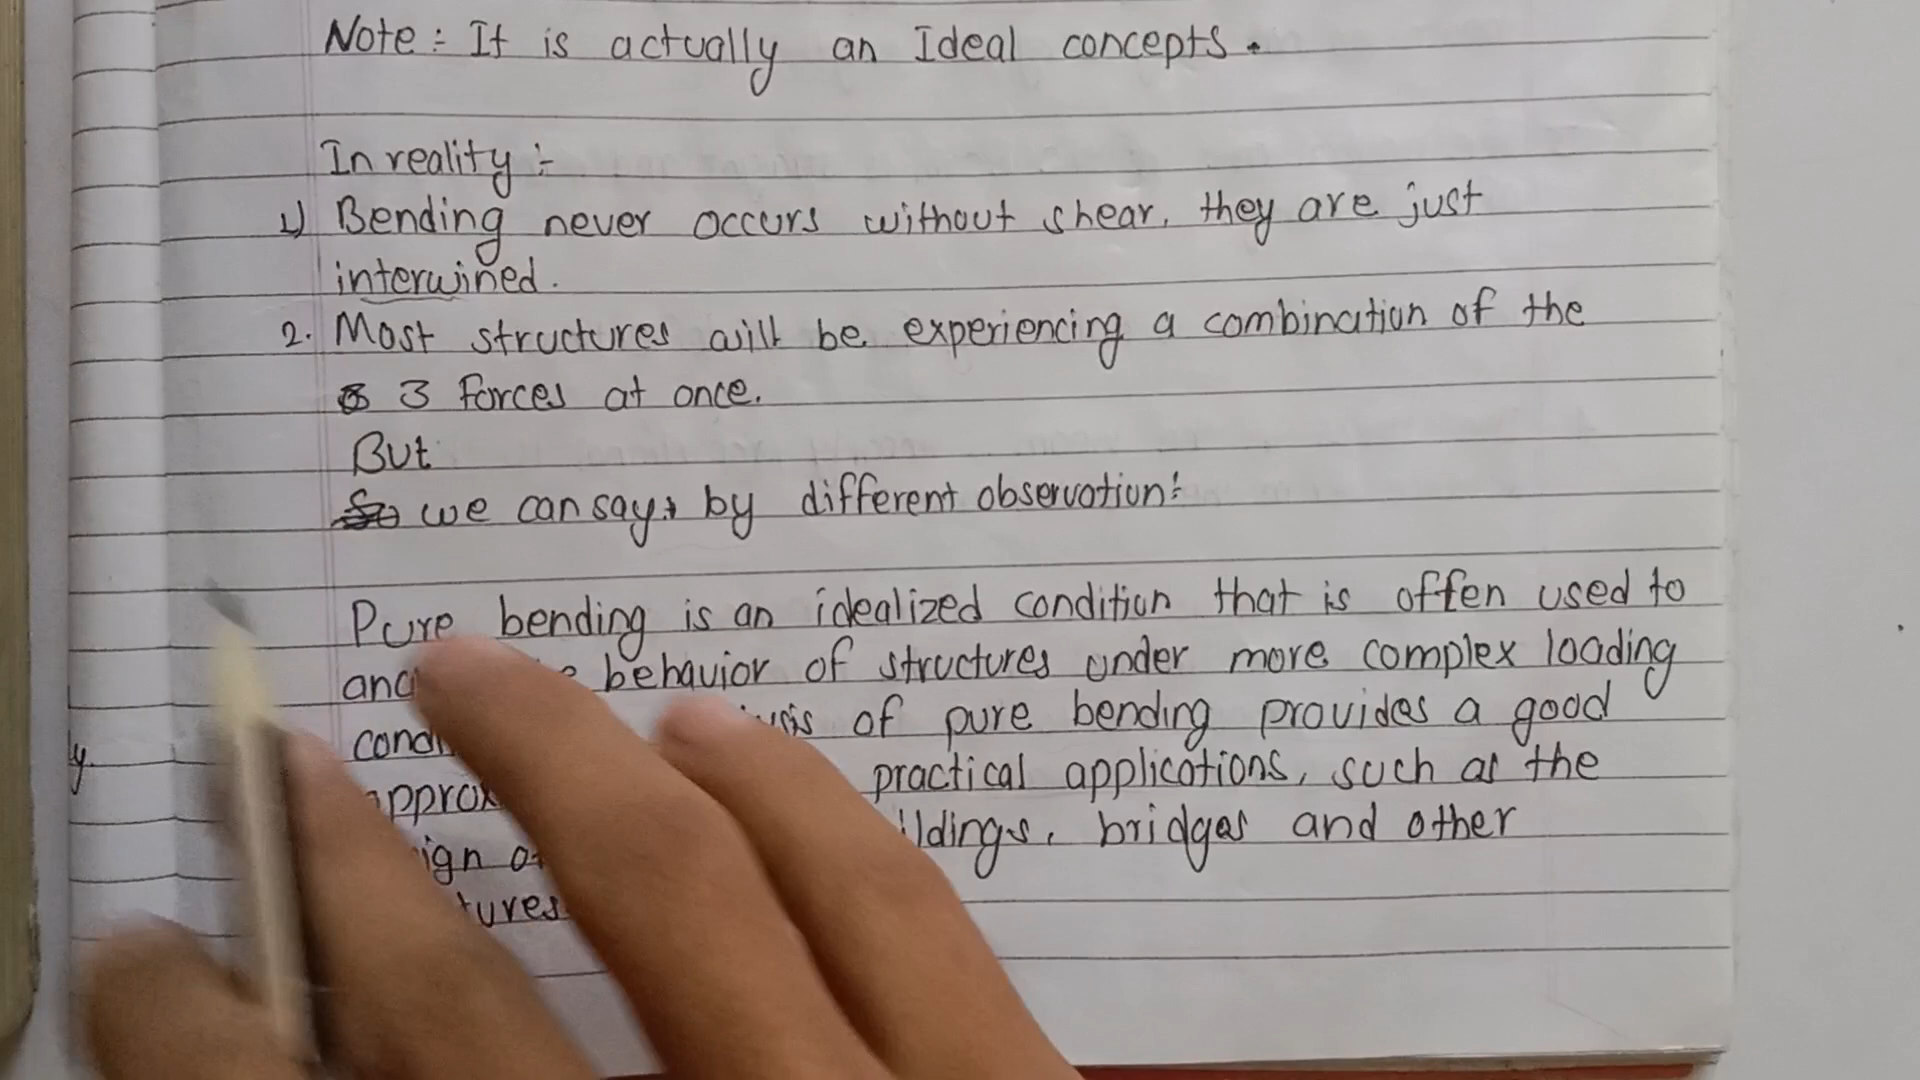 Note:- It is actually an Ideal concepts.
In reality :-
1) Bending never occurs without shear, they are just
interwined.
2. Most structures will be experiencing a combination of the
3 forces at once.
But
we can say, by different observation:
Pure bending is an idealized condition that is often used to
behavior of structures under more complex loading
of pure bending provides a good
practical applications, such as the
bridges and other
y.